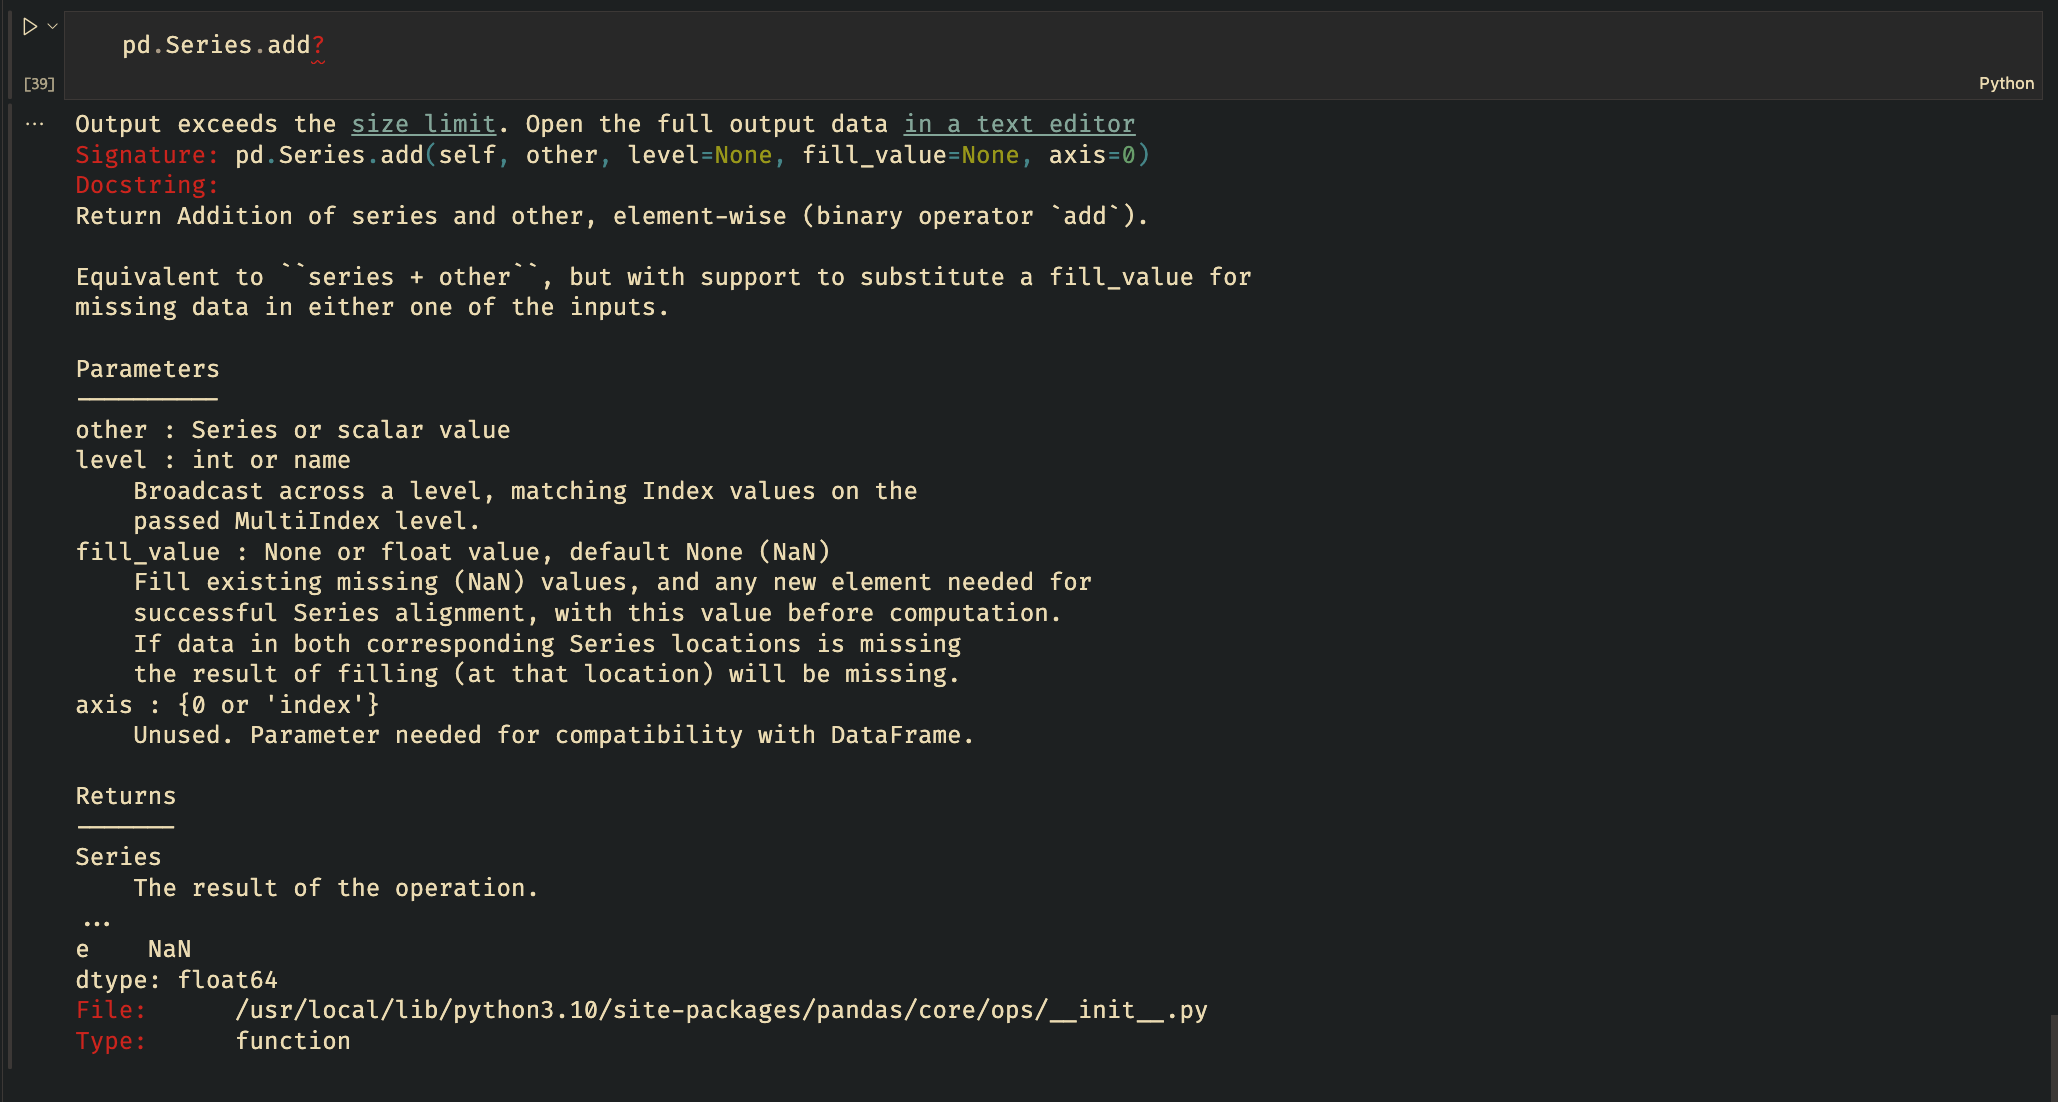 pd.Series.add?
[39]
Python
... Output exceeds the size limit. Open the full output data in a text editor
Signature: pd.Series.add(self, other, level=None, fill_value=None, axis=0)
Docstring:
Return Addition of series and other, element-wise (binary operator `add`).

Equivalent to ``series + other``, but with support to substitute a fill_value for
missing data in either one of the inputs.

Parameters
----------
other : Series or scalar value
level : int or name
    Broadcast across a level, matching Index values on the
    passed MultiIndex level.
fill_value : None or float value, default None (NaN)
    Fill existing missing (NaN) values, and any new element needed for
    successful Series alignment, with this value before computation.
    If data in both corresponding Series locations is missing
    the result of filling (at that location) will be missing.
axis : {0 or 'index'}
    Unused. Parameter needed for compatibility with DataFrame.

Returns
-------
Series
    The result of the operation.
...
e    NaN
dtype: float64
File:      /usr/local/lib/python3.10/site-packages/pandas/core/ops/__init__.py
Type:      function